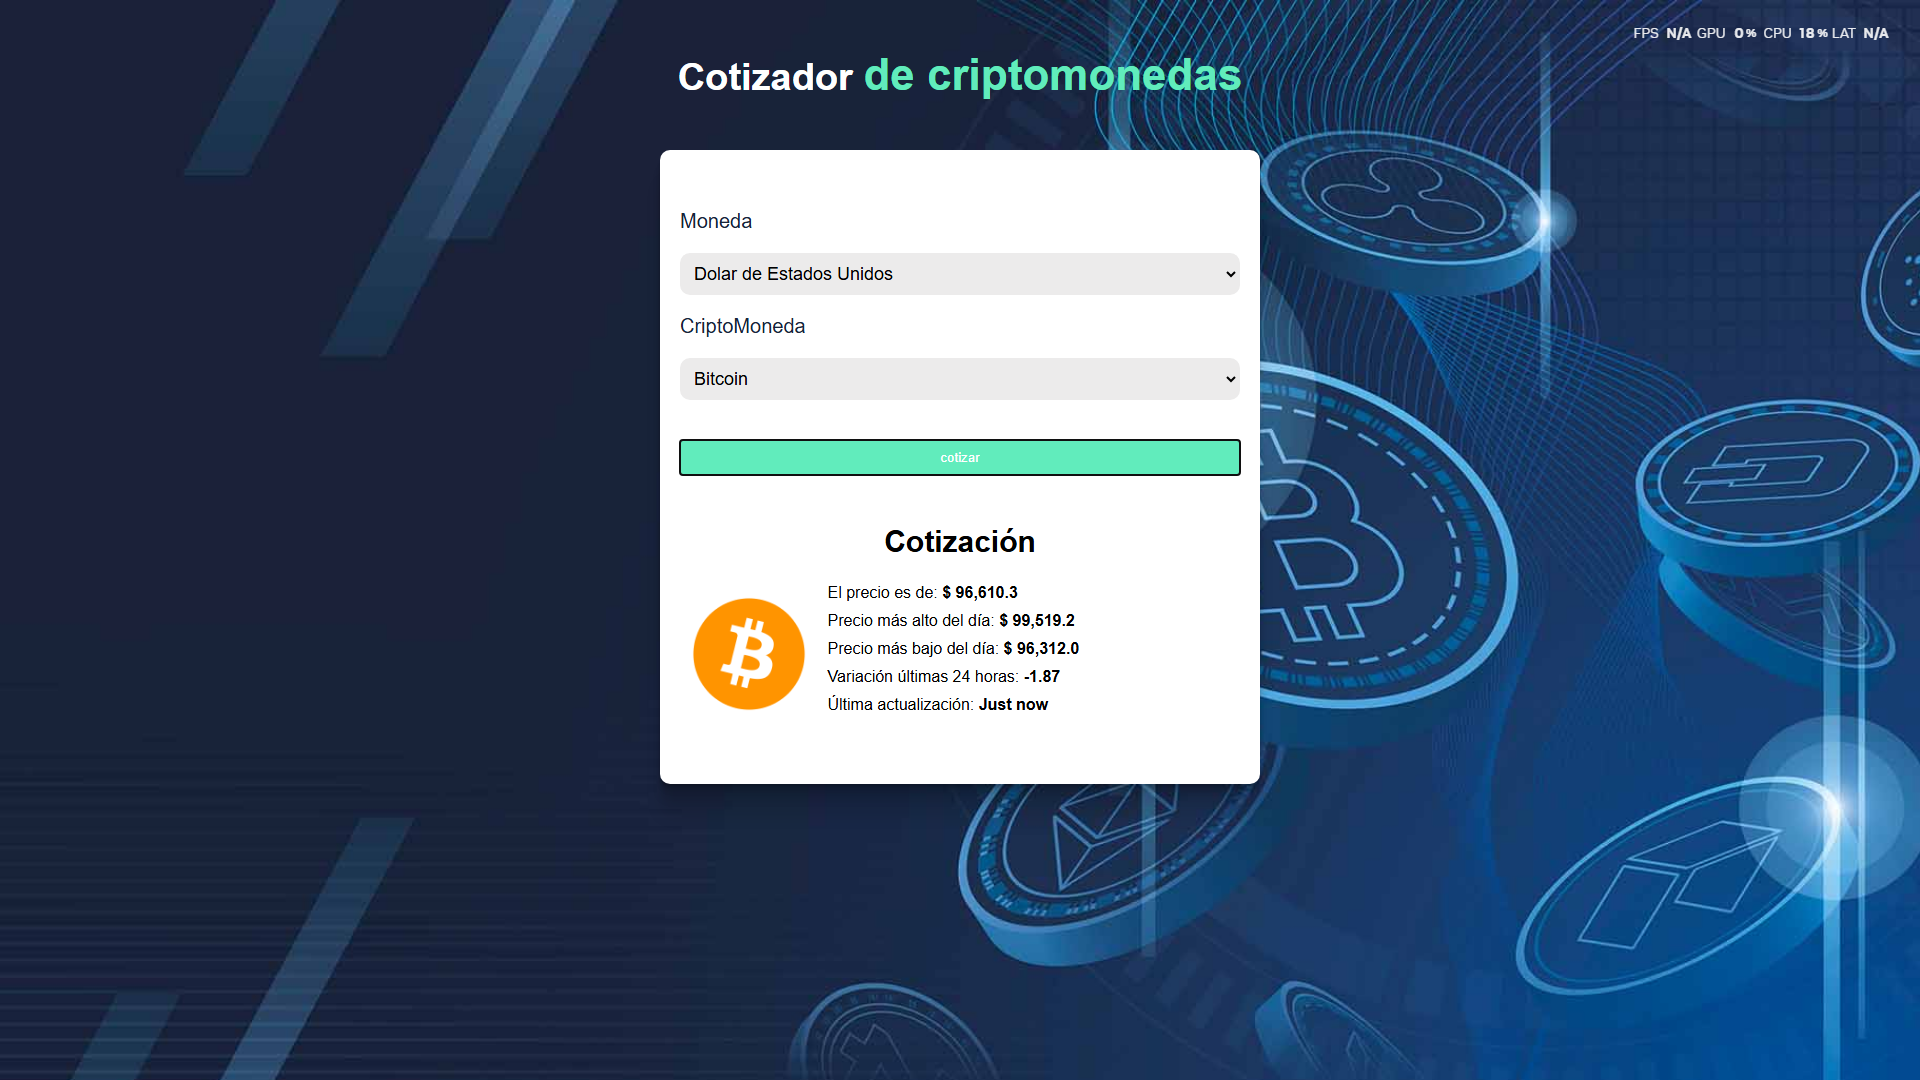 FPS N/A GPU 0% CPU 18% LAT N/A
Cotizador de criptomonedas
Moneda
Dolar de Estados Unidos
CriptoMoneda
Bitcoin
cotizar
Cotización
El precio es de: $ 96,610.3
Precio más alto del día: $ 99,519.2
Precio más bajo del día: $ 96,312.0
Variación últimas 24 horas: -1.87
Última actualización: Just now